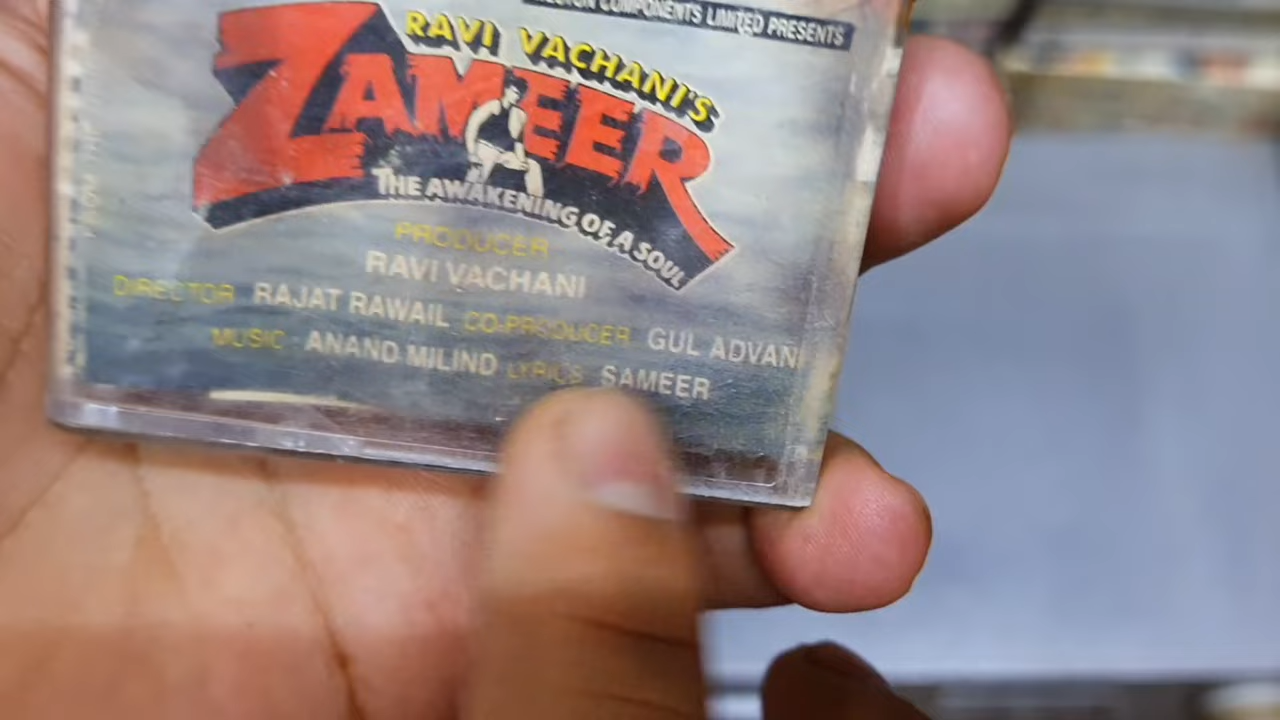 COMPONENTS LIMITED PRESENTS
RAVI VACHANI'S
ZAMEER
THE AWAKENING OF A SOUL
PRODUCER
RAVI VACHANI
DIRECTOR RAJAT RAWAIL CO-PRODUCER GUL ADVANI
MUSIC ANAND MILIND LYRICS SAMEER